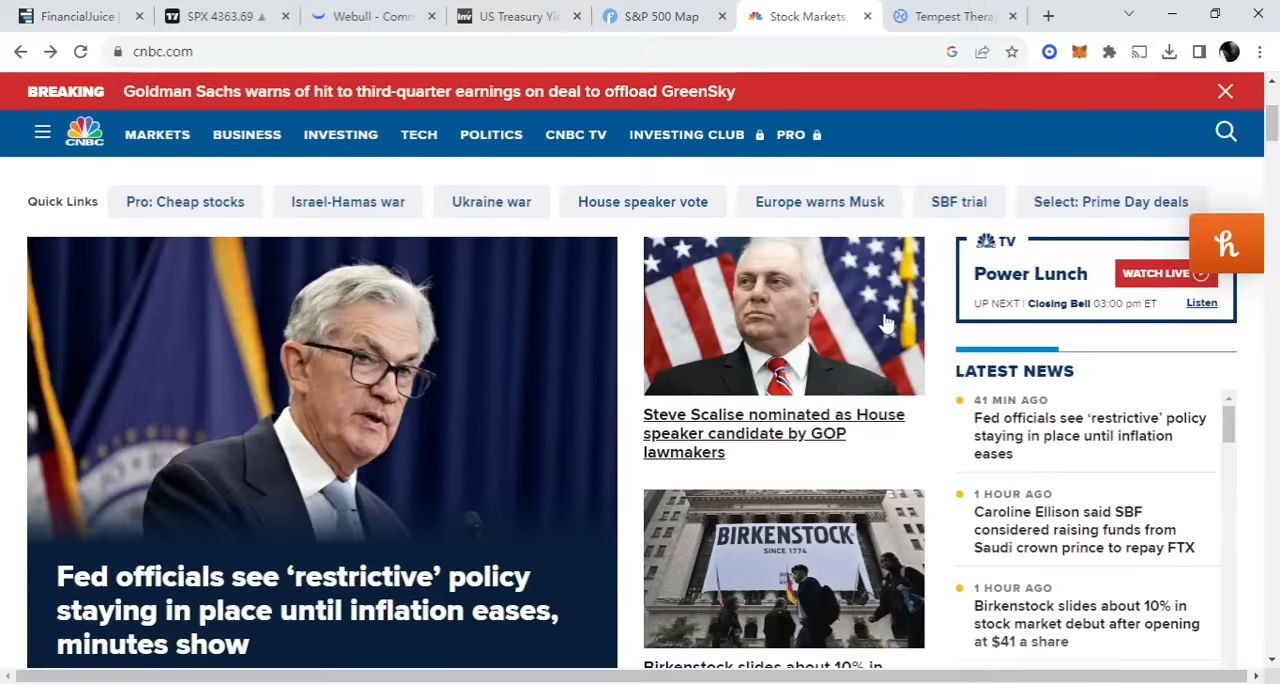 FinancialJuice
SPX 4363.69 ▲
Webull - Comm
US Treasury Yi
S&P 500 Map
Stock Markets,
Tempest Thera
cnbc.com
BREAKING Goldman Sachs warns of hit to third-quarter earnings on deal to offload GreenSky
CNBC MARKETS BUSINESS INVESTING TECH POLITICS CNBC TV INVESTING CLUB PRO
Quick Links Pro: Cheap stocks Israel-Hamas war Ukraine war House speaker vote Europe warns Musk SBF trial Select: Prime Day deals
Fed officials see ‘restrictive’ policy
staying in place until inflation eases,
minutes show
Steve Scalise nominated as House
speaker candidate by GOP
lawmakers
BIRKENSTOCK
SINCE 1774
Birkenstock slides about 10% in
CNBC TV
Power Lunch WATCH LIVE
UP NEXT | Closing Bell 03:00 pm ET Listen
LATEST NEWS
41 MIN AGO
Fed officials see ‘restrictive’ policy
staying in place until inflation
eases
1 HOUR AGO
Caroline Ellison said SBF
considered raising funds from
Saudi crown prince to repay FTX
1 HOUR AGO
Birkenstock slides about 10% in
stock market debut after opening
at $41 a share